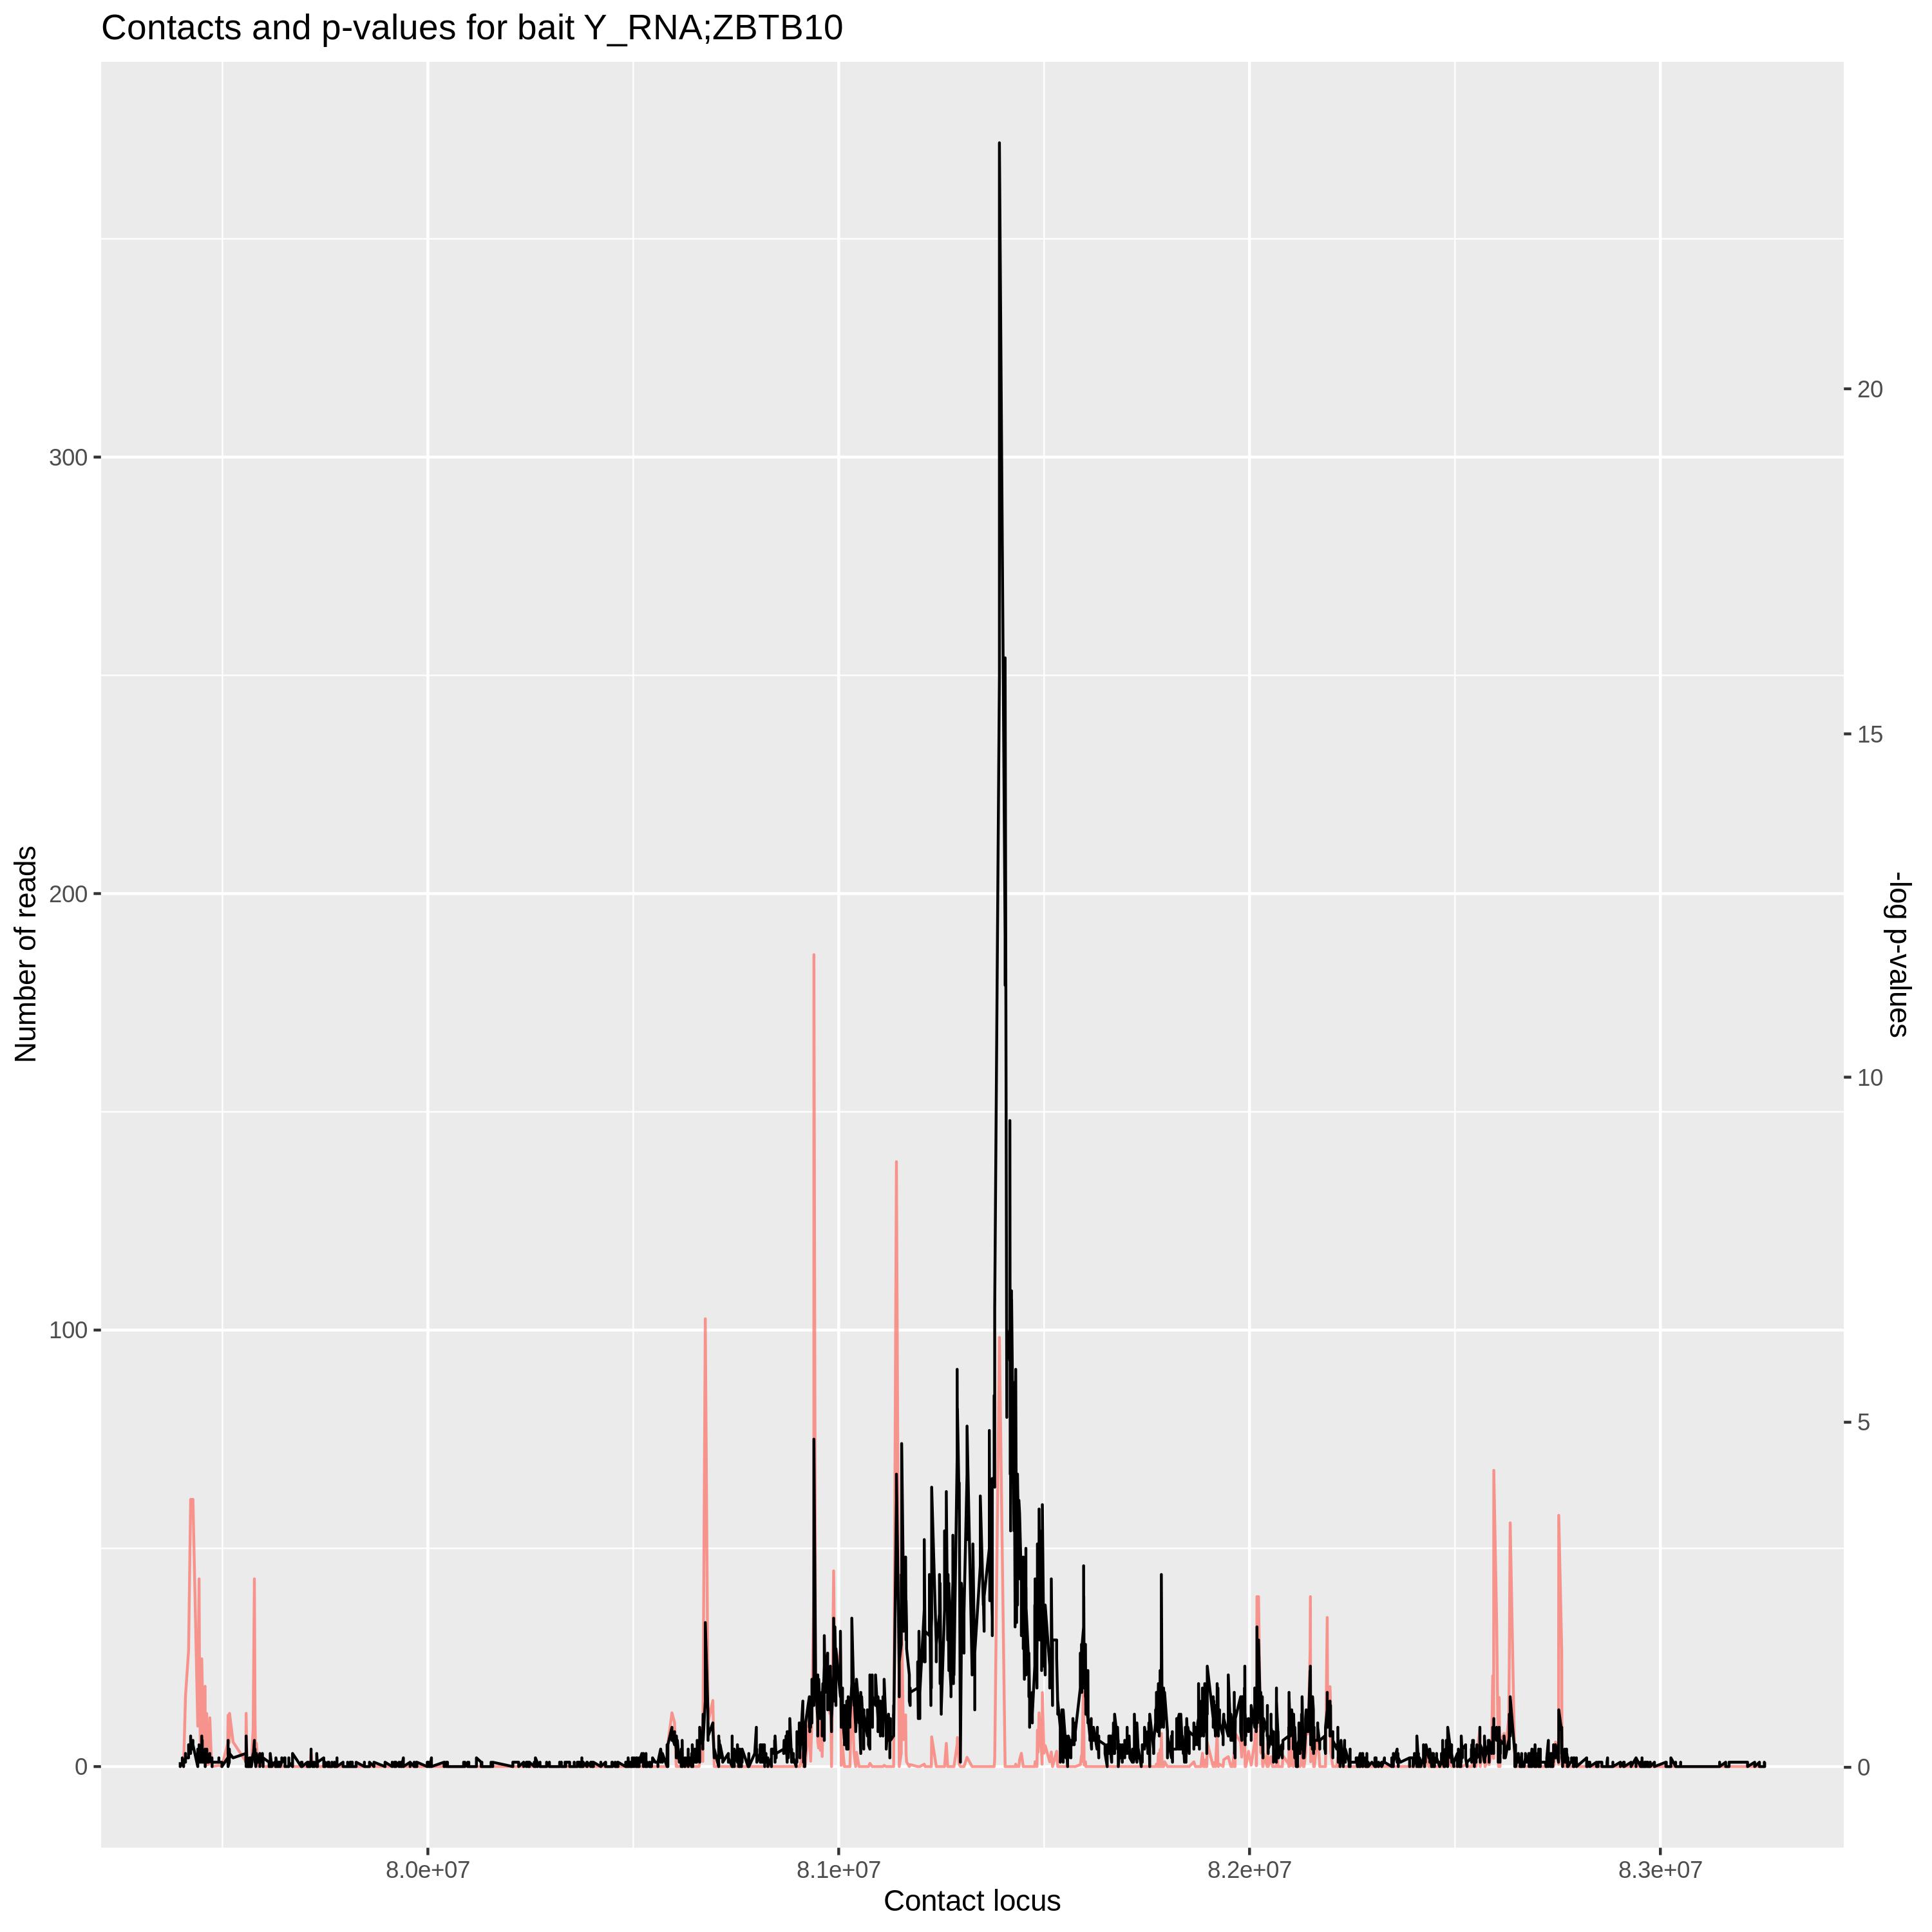 Contacts and p-values for bait Y_RNA;ZBTB10
Number of reads
300
200
100
0
20
15
10
5
0
-log p-values
8.0e+07
8.1e+07
8.2e+07
8.3e+07
Contact locus